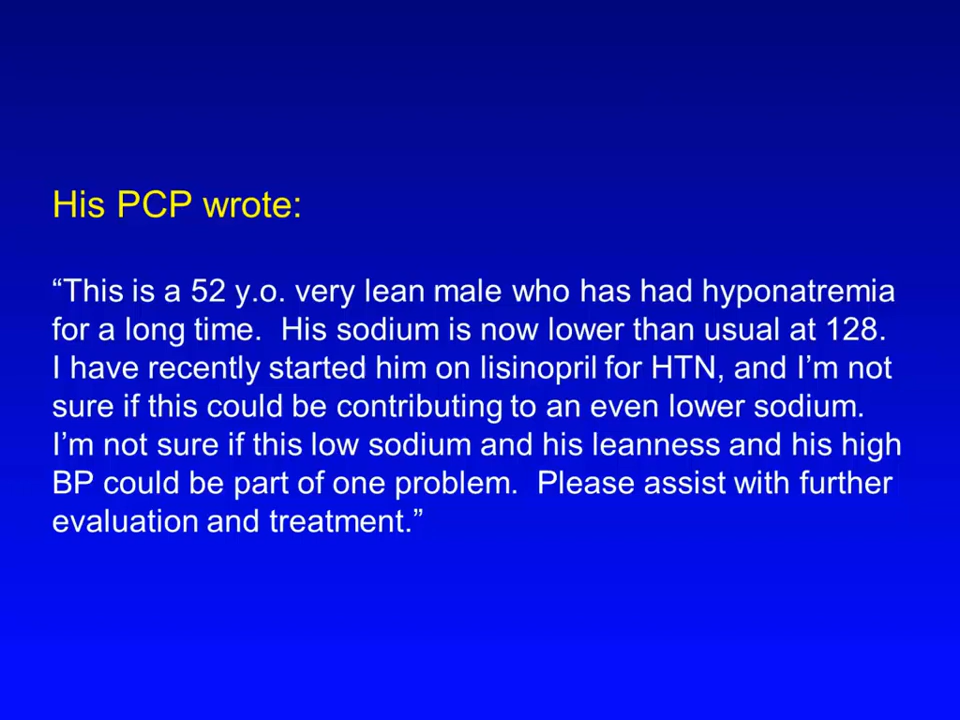 His PCP wrote:
“This is a 52 y.o. very lean male who has had hyponatremia
for a long time.  His sodium is now lower than usual at 128.
I have recently started him on lisinopril for HTN, and I’m not
sure if this could be contributing to an even lower sodium.
I’m not sure if this low sodium and his leanness and his high
BP could be part of one problem.  Please assist with further
evaluation and treatment.”